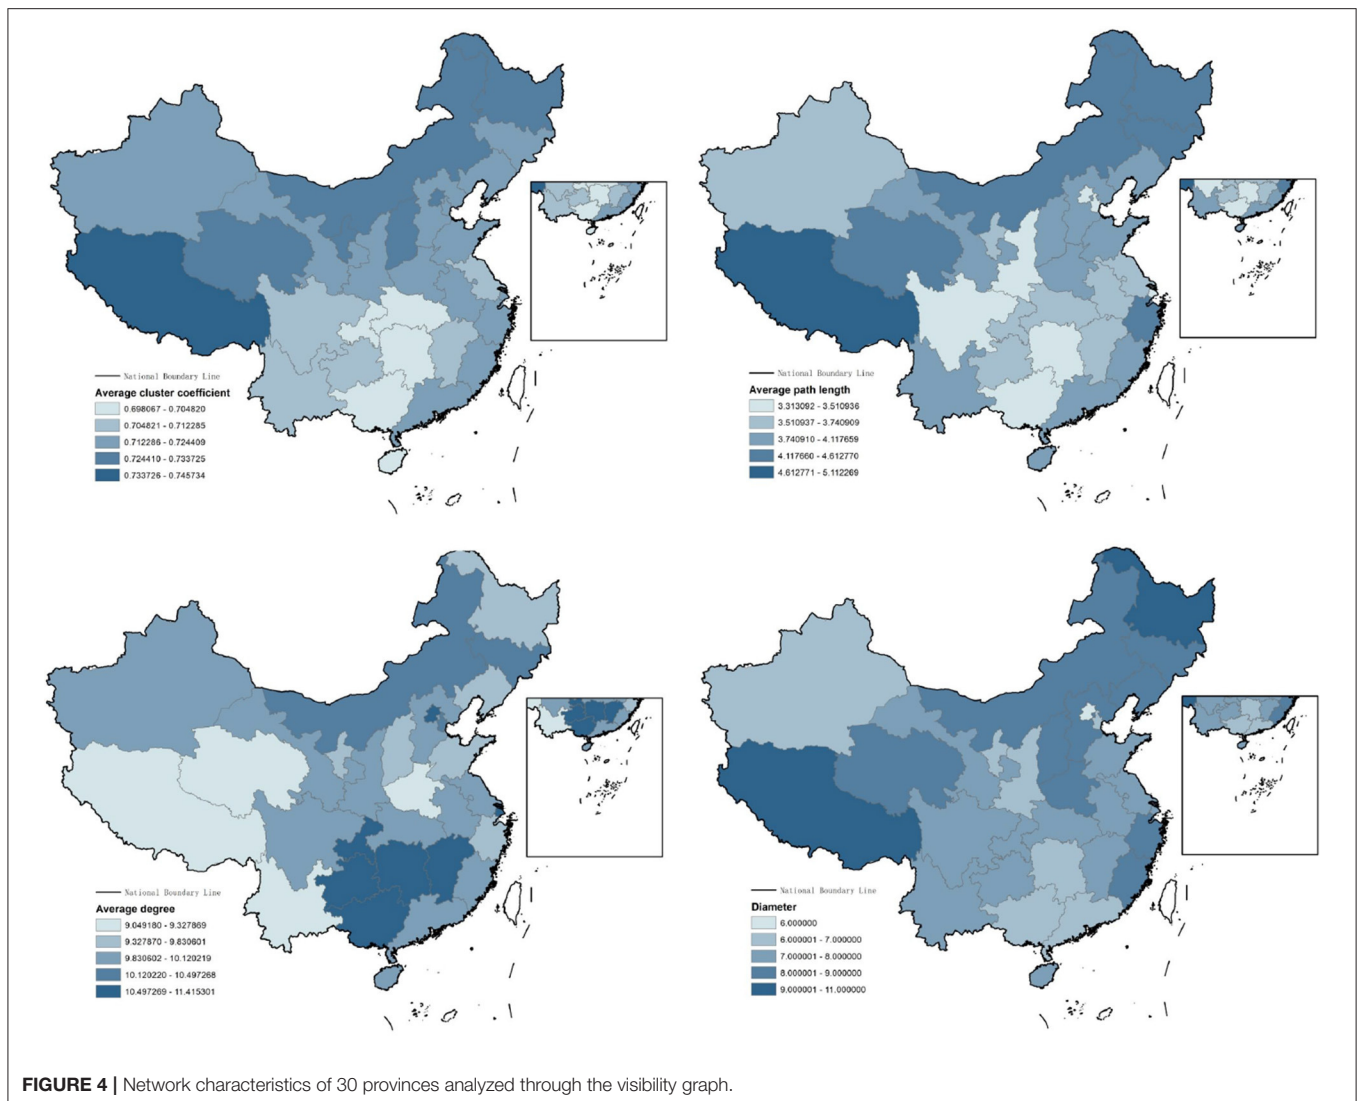 National Boundary Line
Average cluster coefficient
0.698067 - 0.704820
0.704821 - 0.712285
0.712286 - 0.724409
0.724410 - 0.733725
0.733726 - 0.745734
National Boundary Line
Average path length
3.313092 - 3.510936
3.510937 - 3.740909
3.740910 - 4.117659
4.117660 - 4.612770
4.612771 - 5.112269
National Boundary Line
Average degree
9.049180 - 9.327869
9.327870 - 9.830601
9.830602 - 10.120219
10.120220 - 10.497268
10.497269 - 11.415301
National Boundary Line
Diameter
6.000000
6.000001 - 7.000000
7.000001 - 8.000000
8.000001 - 9.000000
9.000001 - 11.000000
FIGURE 4 | Network characteristics of 30 provinces analyzed through the visibility graph.